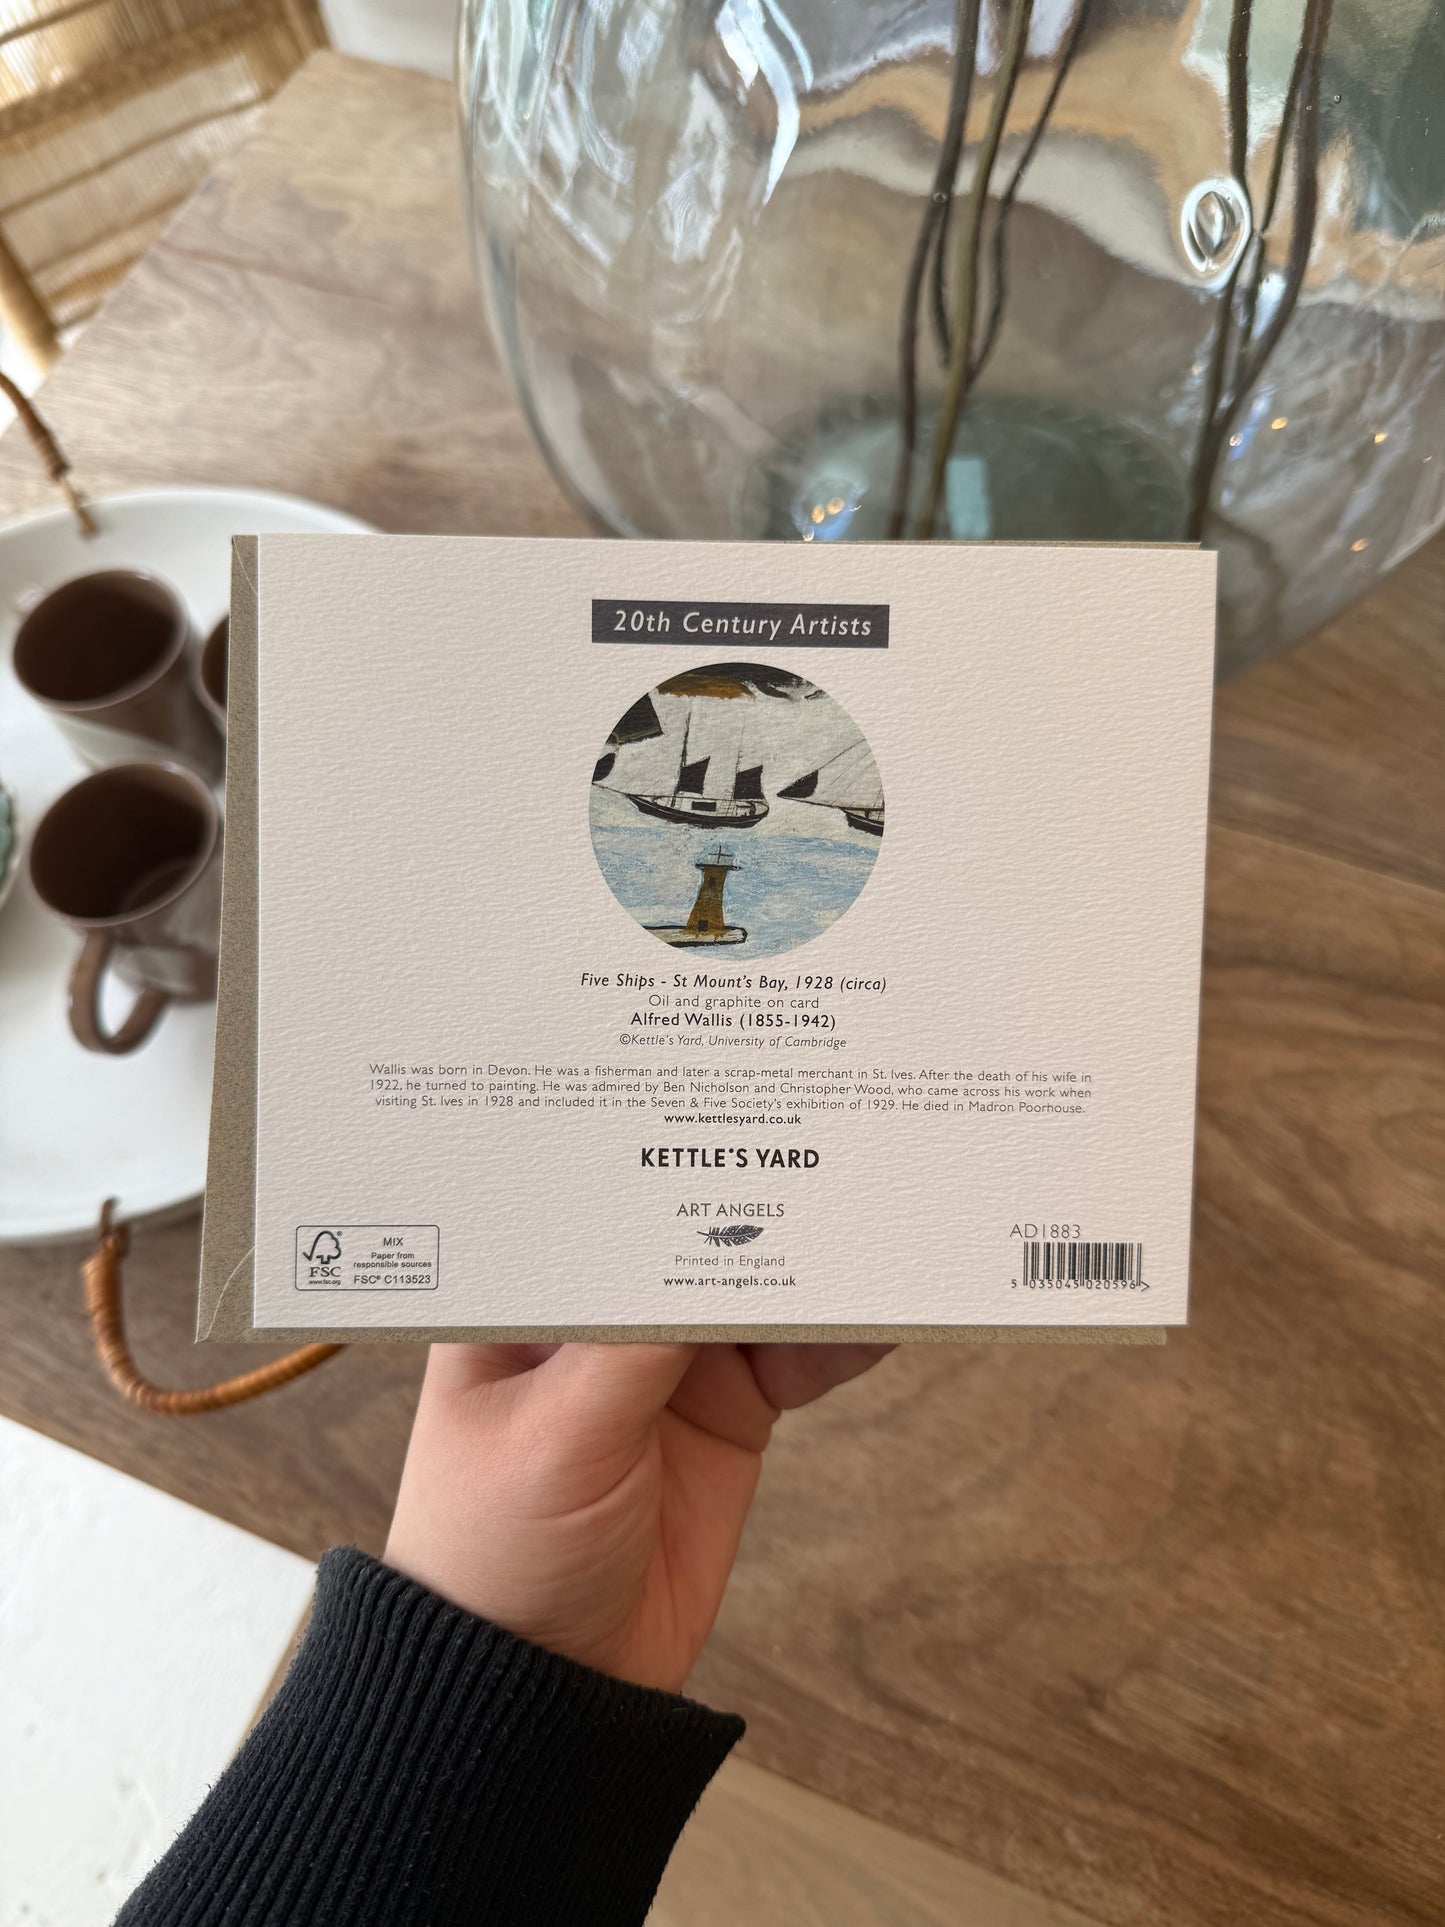 20th Century Artists
Five Ships - St Mount's Bay, 1928 (circa)
Oil and graphite on card
Alfred Wallis (1855-1942)
©Kettle's Yard, University of Cambridge
Wallis was born in Devon. He was a fisherman and later a scrap-metal merchant in St. Ives. After the death of his wife in
1922, he turned to painting. He was admired by Ben Nicholson and Christopher Wood, who came across his work when
visiting St. Ives in 1928 and included it in the Seven & Five Society's exhibition of 1929. He died in Madron Poorhouse.
www.kettlesyard.co.uk
KETTLE'S YARD
ART ANGELS
Printed in England
www.art-angels.co.uk
FSC
www.fsc.org
MIX
Paper from
responsible sources
FSC® C113523
AD1883
5 035045 020596 >